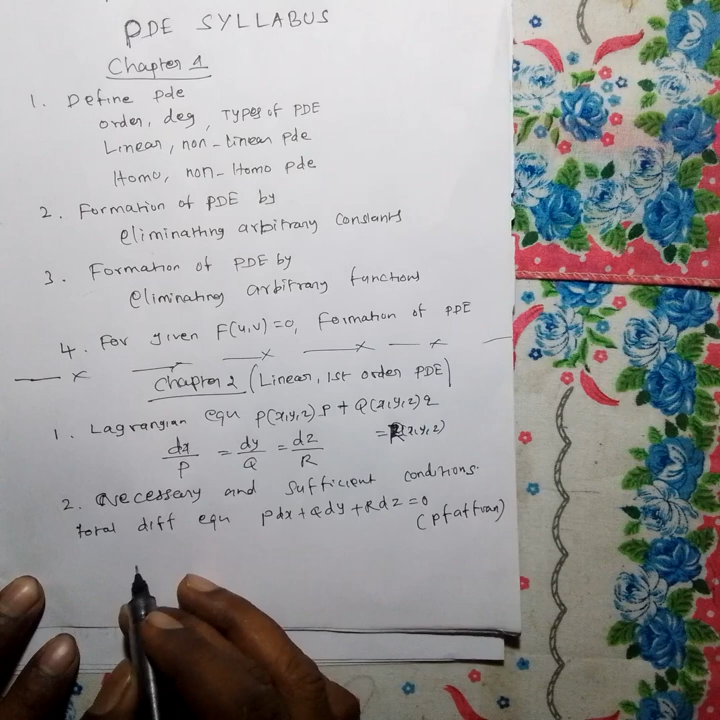 PDE SYLLABUS
Chapter 1
1. Define pde
order, deg, Types of PDE
Linear, non-Linear pde
Homo, non-Homo pde
2. Formation of PDE by
eliminating arbitrary constants
3. Formation of PDE by
eliminating arbitrary functions
4. For given F(u,v)=0, Formation of PDE
Chapter 2 (Linear, 1st order PDE)
1. Lagrangian equ P(x,y,z)p + Q(x,y,z)q
= R(x,y,z)
dx/P = dy/Q = dz/R
2. Necessary and sufficient conditions.
total diff equ Pdx+Qdy+Rdz=0
(pfaffian)